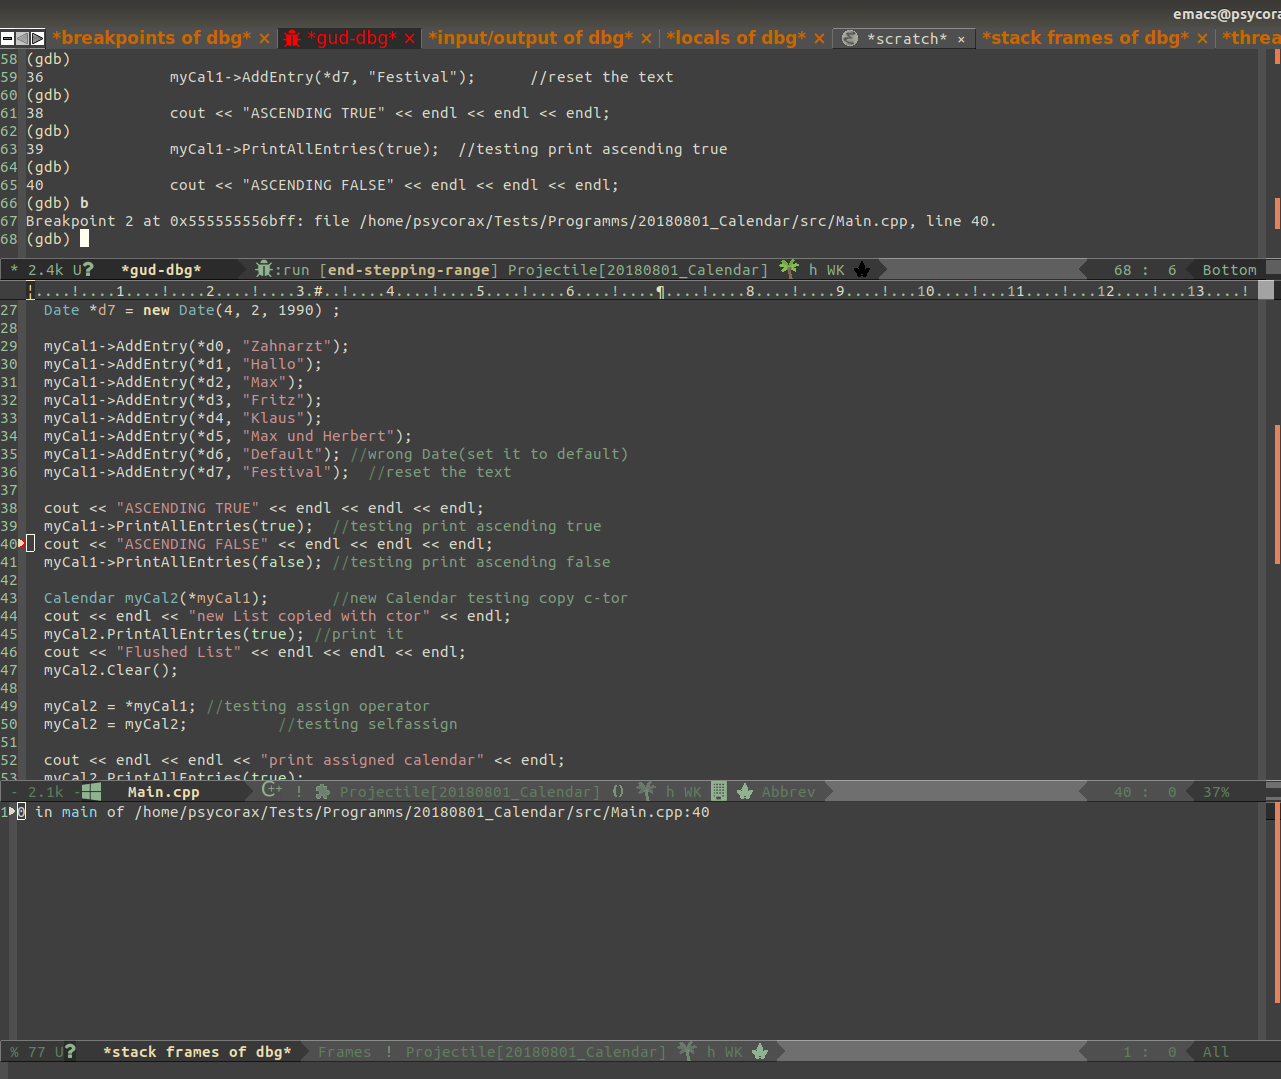 emacs@psycora
*breakpoints of dbg* × *gud-dbg* × *input/output of dbg* × *locals of dbg* × *scratch* × *stack frames of dbg* × *threa
58 (gdb)
59 36 myCal1->AddEntry(*d7, "Festival"); //reset the text
60 (gdb)
61 38 cout << "ASCENDING TRUE" << endl << endl << endl;
62 (gdb)
63 39 myCal1->PrintAllEntries(true); //testing print ascending true
64 (gdb)
65 40 cout << "ASCENDING FALSE" << endl << endl << endl;
66 (gdb) b
67 Breakpoint 2 at 0x555555556bff: file /home/psycorax/Tests/Programms/20180801_Calendar/src/Main.cpp, line 40.
68 (gdb)
* 2.4k U? *gud-dbg* :run [end-stepping-range] Projectile[20180801_Calendar] h WK 68 : 6 Bottom
¦....!....1....!....2....!....3.#..!....4....!....5....!....6....!....¶....!...8....!....9....!...10....!...11....!...12....!...13....!
27 Date *d7 = new Date(4, 2, 1990) ;
28
29 myCal1->AddEntry(*d0, "Zahnarzt");
30 myCal1->AddEntry(*d1, "Hallo");
31 myCal1->AddEntry(*d2, "Max");
32 myCal1->AddEntry(*d3, "Fritz");
33 myCal1->AddEntry(*d4, "Klaus");
34 myCal1->AddEntry(*d5, "Max und Herbert");
35 myCal1->AddEntry(*d6, "Default"); //wrong Date(set it to default)
36 myCal1->AddEntry(*d7, "Festival"); //reset the text
37
38 cout << "ASCENDING TRUE" << endl << endl << endl;
39 myCal1->PrintAllEntries(true); //testing print ascending true
40 cout << "ASCENDING FALSE" << endl << endl << endl;
41 myCal1->PrintAllEntries(false); //testing print ascending false
42
43 Calendar myCal2(*myCal1); //new Calendar testing copy c-tor
44 cout << endl << "new List copied with ctor" << endl;
45 myCal2.PrintAllEntries(true); //print it
46 cout << "Flushed List" << endl << endl << endl;
47 myCal2.Clear();
48
49 myCal2 = *myCal1; //testing assign operator
50 myCal2 = myCal2; //testing selfassign
51
52 cout << endl << endl << "print assigned calendar" << endl;
53 myCal2.PrintAllEntries(true);
- 2.1k - Main.cpp C++ ! Projectile[20180801_Calendar] () h WK Abbrev 40 : 0 37%
1 0 in main of /home/psycorax/Tests/Programms/20180801_Calendar/src/Main.cpp:40
% 77 U? *stack frames of dbg* Frames ! Projectile[20180801_Calendar] h WK 1 : 0 All